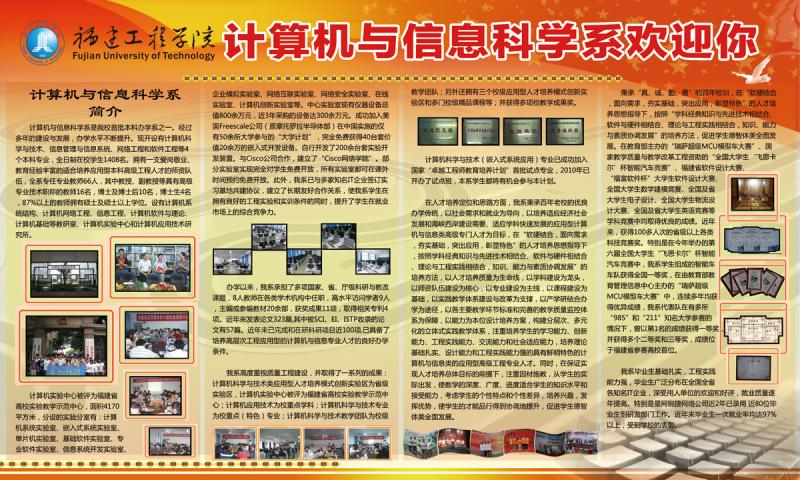 福建工程学院
Fujian University of Technology
计算机与信息科学系欢迎你
计算机与信息科学系
简介
计算机与信息科学系是我校首批本科办学系之一。经过
多年的建设与发展，办学水平不断提升。现开设有计算机科
学与技术、信息管理与信息系统、网络工程和软件工程等4
个本科专业，全日制在校学生1408名。拥有一支爱岗敬业、
教育经验丰富的适合培养应用型本科高级工程人才的师资队
伍，全系专任专业教师66人，其中教授、副教授等具有高级
专业技术职称的教师16名，博士及博士后10名，博士生4名
，87%以上的教师拥有硕士及硕士以上学位。设有计算机系
统结构、计算机网络工程、信息工程、计算机软件与理论、
计算机基础等教研室、计算机实验中心和计算机应用技术研
究所。
计算机实验中心被评为福建省
高校实验教学示范中心，面积4170
平方米，分设的实验分室有：计算
机系统实验室、嵌入式系统实验室、
单片机实验室、基础软件实验室、专
业软件实验室、信息系统开发实验室、
企业模拟实验室、网络互联实验室、网络安全实验室、在线
实验室、计算机创新实验室等。中心实验室现有仪器设备总
值800余万元，近3年采购的设备达300余万元。成功加入美
国Freescale公司（原摩托罗拉半导体部）在中国实施的仅
有50余所大学参与的“大学计划”，完全免费获得40台套价
值20余万的嵌入式开发设备。自行开发了200余台套实验开
发装置。与Cisco公司合作，建立了“Cisco网络学院”。部
分实验室实现完全对学生免费开放，所有实验室都可在课外
时间预约免费开放。此外，我系已与多家知名IT企业签订实
习基地共建协议，建立了长期友好合作关系，使我系学生在
拥有良好的工程实验和实训条件的同时，提升了学生在就业
市场上的综合竞争力。
办学以来，我系承担了多项国家、省、厅级科研与教改
课题，8人教师在各类学术机构中任职，高水平访问学者9人
，主编或参编教材20余部，获奖成果11项，取得相关专利4
项。近年来发表论文323篇,其中被SCI、EI、ISTP收录的论
文有57篇。近年来已完成和在研科研项目近100项,已具备了
培养高层次工程应用型的计算机与信息专业人才的良好办学
条件。
我系高度重视质量工程建设，并取得了一系列的成果：
计算机科学与技术类应用型人才培养模式创新实验区为省级
实验区，计算机实验中心被评为福建省高校实验教学示范中
心；计算机应用技术为校重点学科；计算机科学与技术专业
为校重点（特色）专业；计算机科学与技术教学团队为校级
教学团队；另外还拥有三个校级应用型人才培养模式创新实
验区和多门校级精品课程等；并获得多项校教学成果奖。
计算机科学与技术（嵌入式系统应用）专业已成功加入
国家“卓越工程师教育培养计划”首批试点专业，2010年已
开办了试点班，本系学生都将有机会参与本计划。
在人才培养定位和思路方面，我系秉承百年老校的优良
办学传统，以社会需求和就业为导向，以培养适应经济社会
发展和海峡西岸建设需要、适应学科快速发展的应用型计算
机与信息类高级专门人才为目标，在“软硬结合，面向需求
，夯实基础，突出应用，彰显特色”的人才培养思想指导下
，按照“学科经典知识与先进技术相结合、软件与硬件相结合
、理论与工程实践相结合，知识、能力与素质协调发展”的
培养方法，以人才培养质量为生命线，以学科建设为龙头，
以师资队伍建设为核心，以专业建设为主线，以课程建设为
基础，以实践教学体系建设与改革为支撑，以产学研结合办
学为途径，以各主要教学环节标准和完善的教学质量监控体
系为保障，以能力为本位设计培养方案，构建分层次、多元
化的立体式实践教学体系，注重培养学生的学习能力、创新
能力、工程实践能力、交流能力和社会适应能力，培养理论
基础扎实、设计能力和工程实践能力强的具有鲜明特色的计
算机与信息类的应用型高级工程专业人才。同时，在保证实
现人才培养总体目标的前提下，注重因材施教，从学生的实
际出发，使教学的深度、广度、进度适合学生的知识水平和
接受能力，考虑学生的个性特点和个性差异，培养兴趣，发
挥优势，使学生的才能品行得到协调地提升，促进学生德智
体美全面发展。
秉承“真、诚、勤、勇”的百年校训，在“软硬结合
，面向需求，夯实基础，突出应用，彰显特色”的人才培
养思想指导下，按照“学科经典知识与先进技术相结合、
软件与硬件相结合、理论与工程实践相结合，知识、能力
与素质协调发展”的培养方法，促进学生德智体美全面发
展。在教育部主办的“瑞萨超级MCU模型车大赛”、国
家教学质量与教学改革工程资助的“全国大学生‘飞思卡
尔’杯智能汽车竞赛”、福建省软件设计大赛、
“福富软件杯”大学生软件设计大赛、
全国大学生数学建模竞赛、全国及省
大学生电子设计、全国大学生物流设
计大赛、全国及省大学生英语竞赛等
学科竞赛中均取得优良的成绩。近年
来，获得100多人次的省级以上各类
科技竞赛奖。特别是在今年举办的第
六届全国大学生“飞思卡尔”杯智能
汽车竞赛中，我系学生组成的智能车
车队获得全国一等奖，在由教育部教
育管理信息中心主办的“瑞萨超级
MCU模型车大赛”中，连续多年均获
得优异成绩，我系代表队在有多所
“985”和“211”知名大学参赛的
情况下，曾以第1名的成绩获得一等奖，
并获得多个二等奖和三等奖，成绩位
于福建省参赛高校首位。
我系毕业生基础扎实，工程实践
能力强，毕业生广泛分布在全国全省
各知名IT企业，深受用人单位的欢迎和好评，就业质量逐
年提高。特别是星网锐捷网络公司近2年已录用 近80位毕
业生到研发部门工作。近年来毕业生一次就业率均达97%
以上，受到学校的表彰。